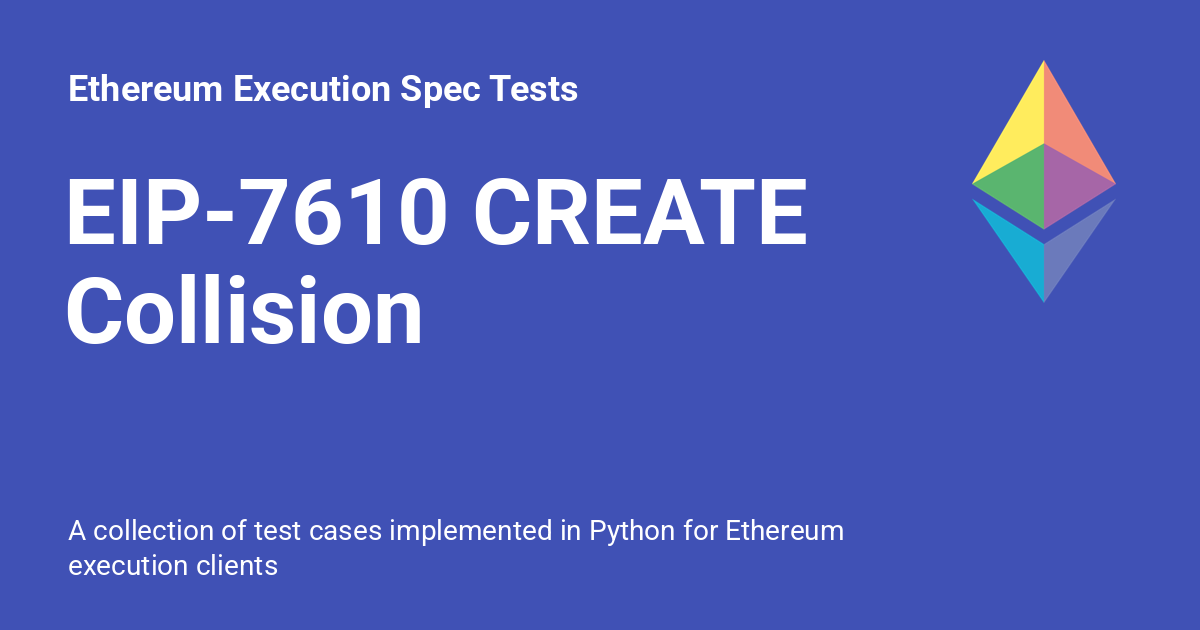 Ethereum Execution Spec Tests
EIP-7610 CREATE
Collision
A collection of test cases implemented in Python for Ethereum
execution clients